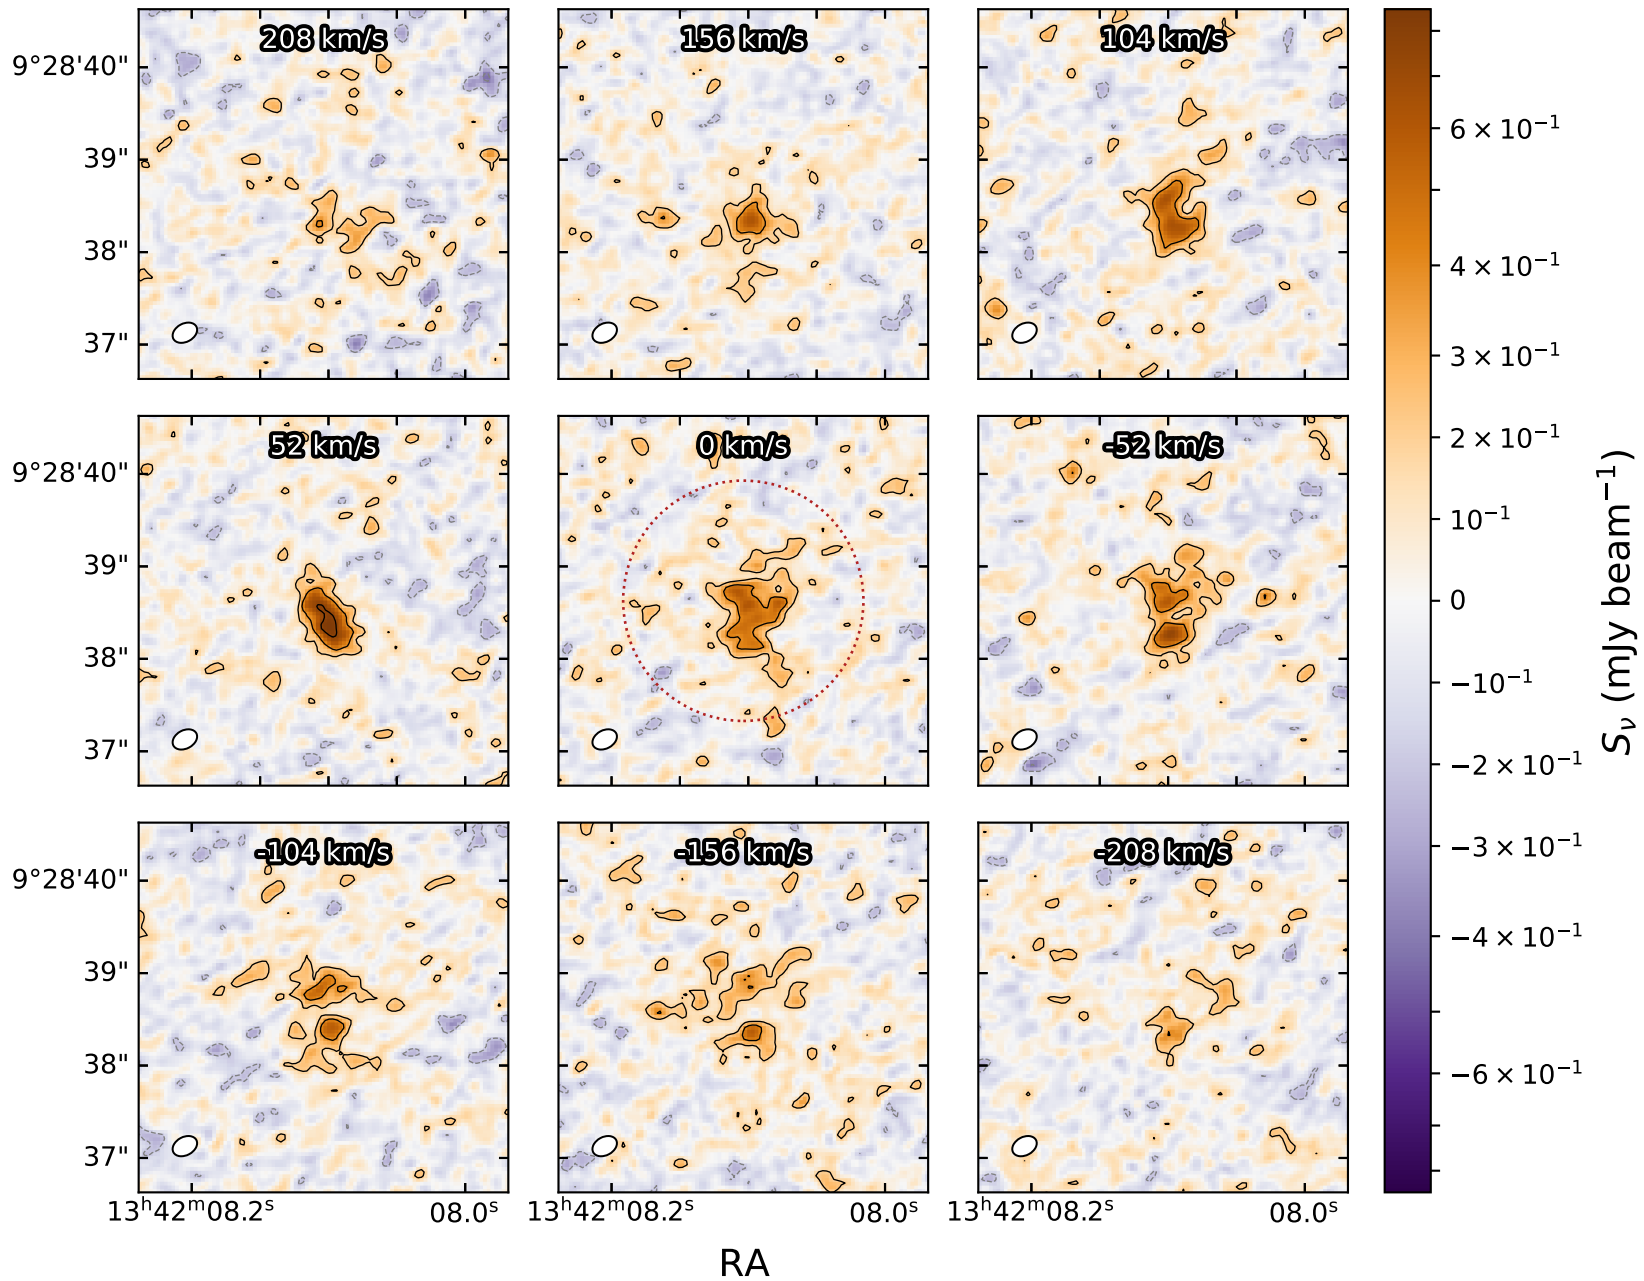 208 km/s
156 km/s
104 km/s
9°28'40"
39"
38"
37"
52 km/s
0 km/s
-52 km/s
9°28'40"
39"
38"
37"
-104 km/s
-156 km/s
-208 km/s
9°28'40"
39"
38"
37"
13ʰ42ᵐ08.2ˢ
08.0ˢ
13ʰ42ᵐ08.2ˢ
08.0ˢ
13ʰ42ᵐ08.2ˢ
08.0ˢ
RA
6 × 10⁻¹
4 × 10⁻¹
3 × 10⁻¹
2 × 10⁻¹
10⁻¹
0
−10⁻¹
−2 × 10⁻¹
−3 × 10⁻¹
−4 × 10⁻¹
−6 × 10⁻¹
Sᵥ (mJy beam⁻¹)